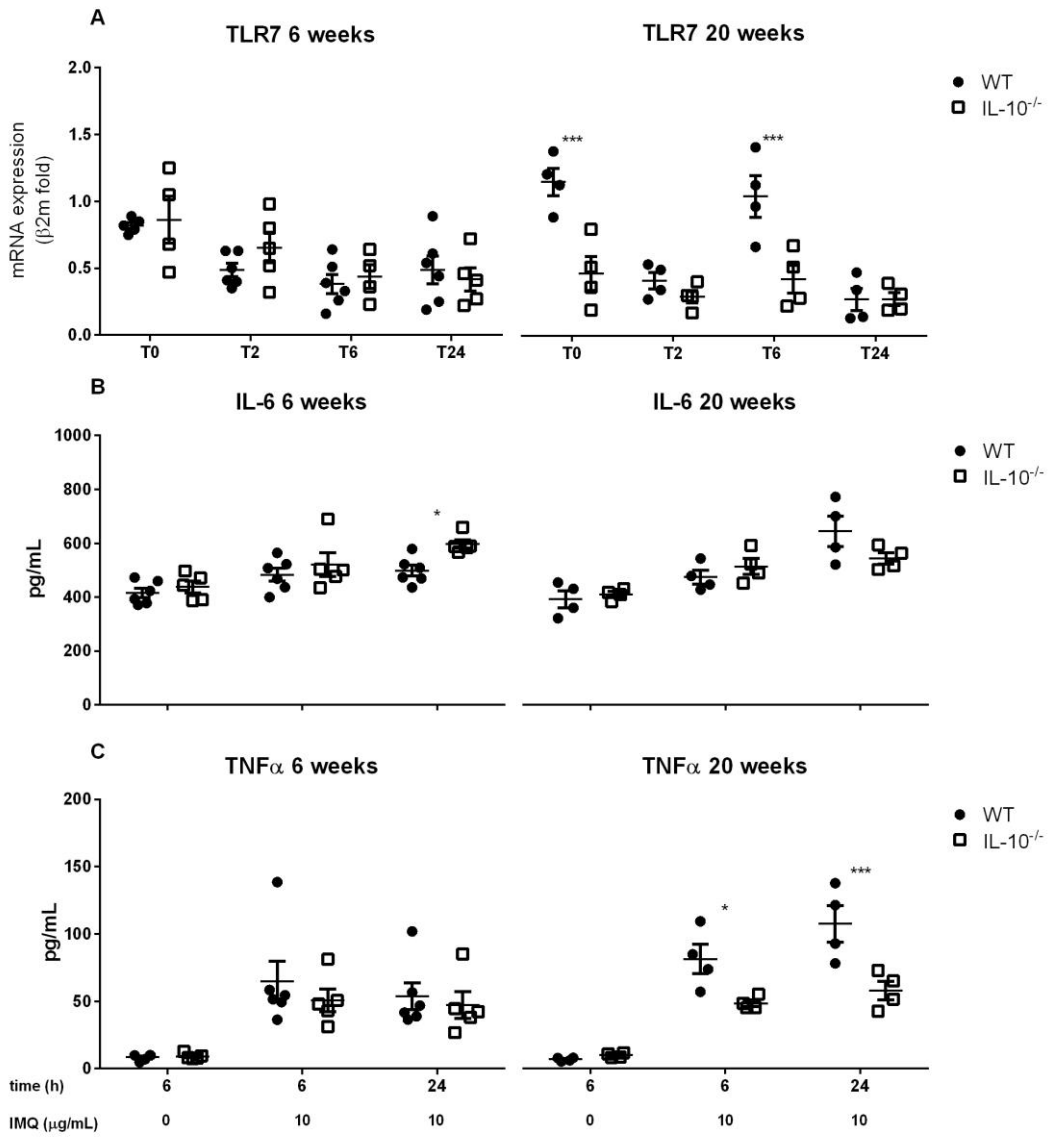 A
TLR7 6 weeks
TLR7 20 weeks
mRNA expression
(β2m fold)
2.0
1.5
1.0
0.5
0.0
***
***
WT
IL-10-/-
T0 T2 T6 T24
T0 T2 T6 T24
B
IL-6 6 weeks
IL-6 20 weeks
pg/mL
1000
800
600
400
200
0
*
WT
IL-10-/-
C
TNFα 6 weeks
TNFα 20 weeks
pg/mL
200
150
100
50
0
*
***
WT
IL-10-/-
time (h) 6 6 24 6 6 24
IMQ (μg/mL) 0 10 10 0 10 10